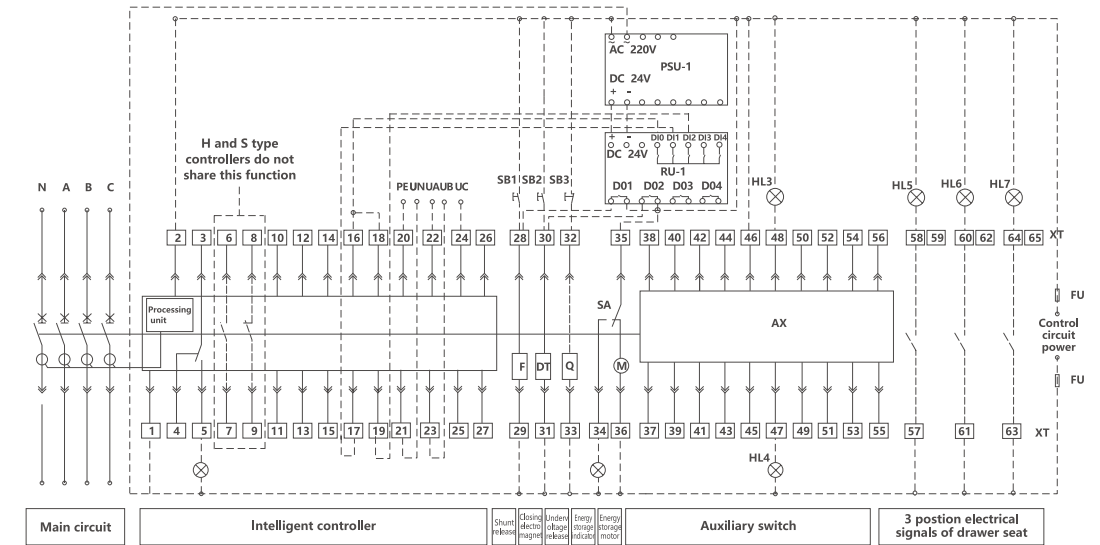 AC 220V
PSU-1
DC 24V
+ -
+ - DI0 DI1 DI2 DI3 DI4
DC 24V
RU-1
D01 D02 D03 D04
H and S type
controllers do not
share this function
N A B C
PE UN UA UB UC
SB1 SB2 SB3
HL3
HL5 HL6 HL7
2 3 6 8 10 12 14 16 18 20 22 24 26 28 30 32 35 38 40 42 44 46 48 50 52 54 56 58 59 60 62 64 65 XT
Processing
unit
SA
AX
FU
Control
circuit
power
FU
F DT Q M
1 4 5 7 9 11 13 15 17 19 21 23 25 27 29 31 33 34 36 37 39 41 43 45 47 49 51 53 55 57 61 63 XT
HL4
Main circuit
Intelligent controller
Shunt
release
Closing
electro
magnet
Underv
oltage
release
Energy
storage
indicator
Energy
storage
motor
Auxiliary switch
3 postion electrical
signals of drawer seat